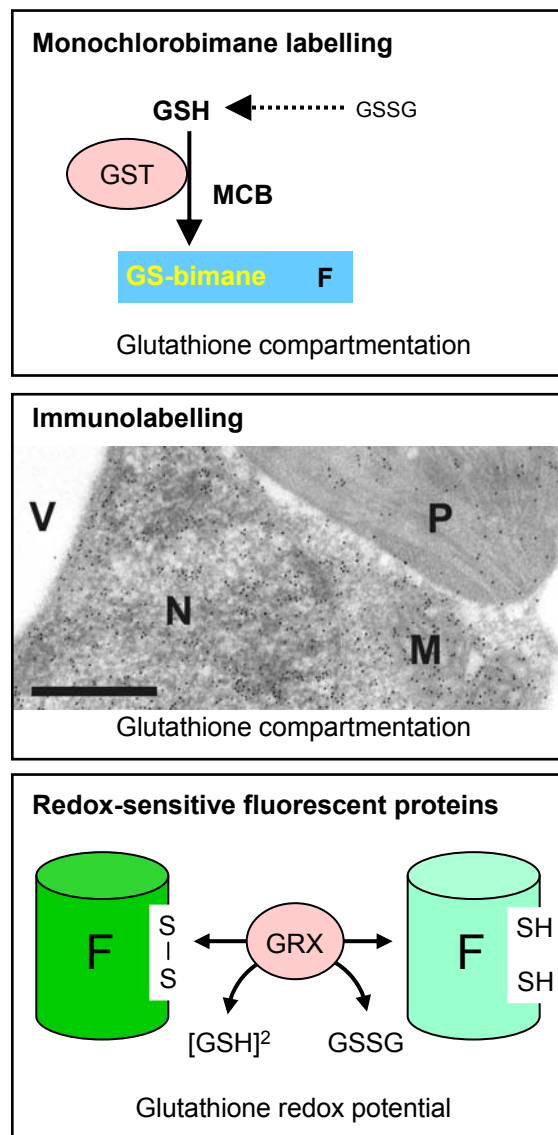 Monochlorobimane labelling
GSH GSSG
GST
MCB
GS-bimane F
Glutathione compartmentation
Immunolabelling
V P
N
M
Glutathione compartmentation
Redox-sensitive fluorescent proteins
F S
S GRX F SH
SH
[GSH]² GSSG
Glutathione redox potential